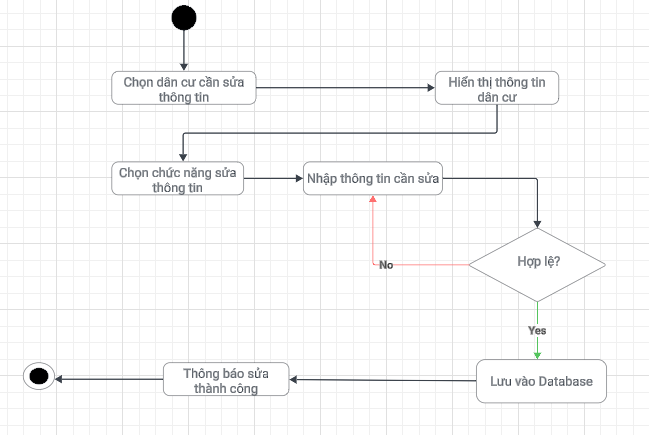 Chọn dân cư cần sửa
thông tin
Hiển thị thông tin
dân cư
Chọn chức năng sửa
thông tin
Nhập thông tin cần sửa
Hợp lệ?
No
Yes
Thông báo sửa
thành công
Lưu vào Database